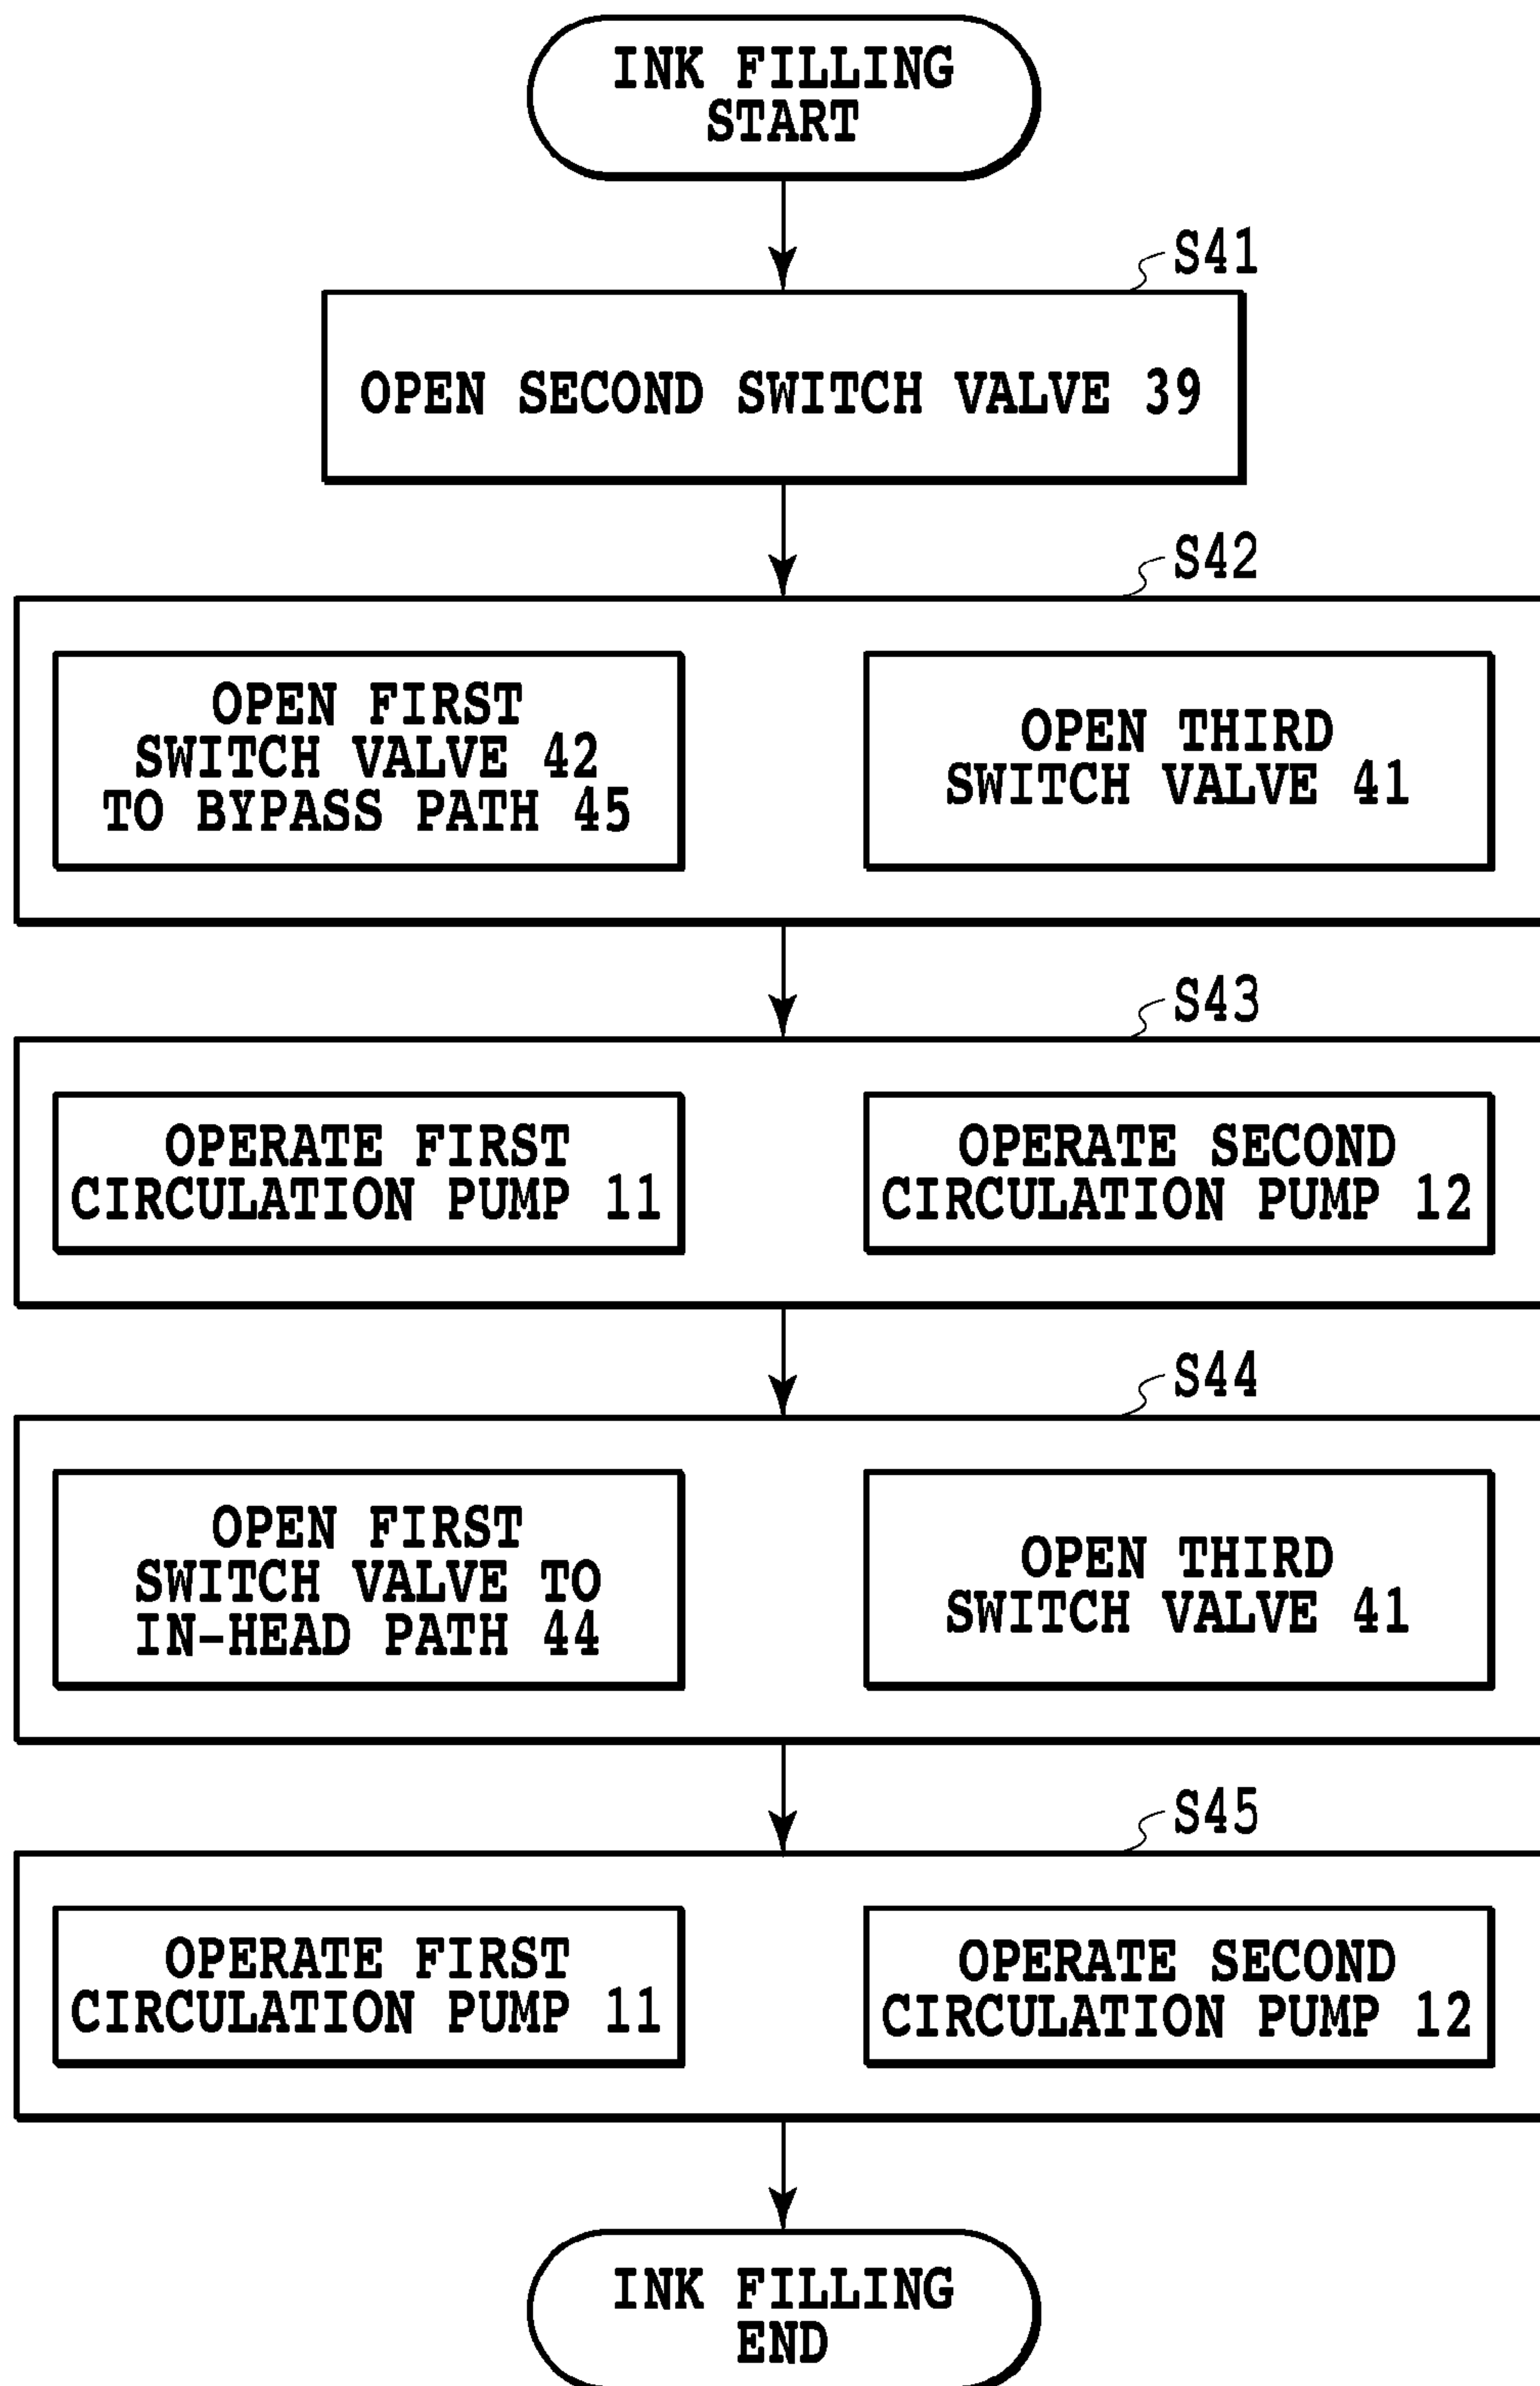 INK FILLING
START
S41
OPEN SECOND SWITCH VALVE 39
S42
OPEN FIRST
SWITCH VALVE 42
TO BYPASS PATH 45
OPEN THIRD
SWITCH VALVE 41
S43
OPERATE FIRST
CIRCULATION PUMP 11
OPERATE SECOND
CIRCULATION PUMP 12
S44
OPEN FIRST
SWITCH VALVE TO
IN-HEAD PATH 44
OPEN THIRD
SWITCH VALVE 41
S45
OPERATE FIRST
CIRCULATION PUMP 11
OPERATE SECOND
CIRCULATION PUMP 12
INK FILLING
END